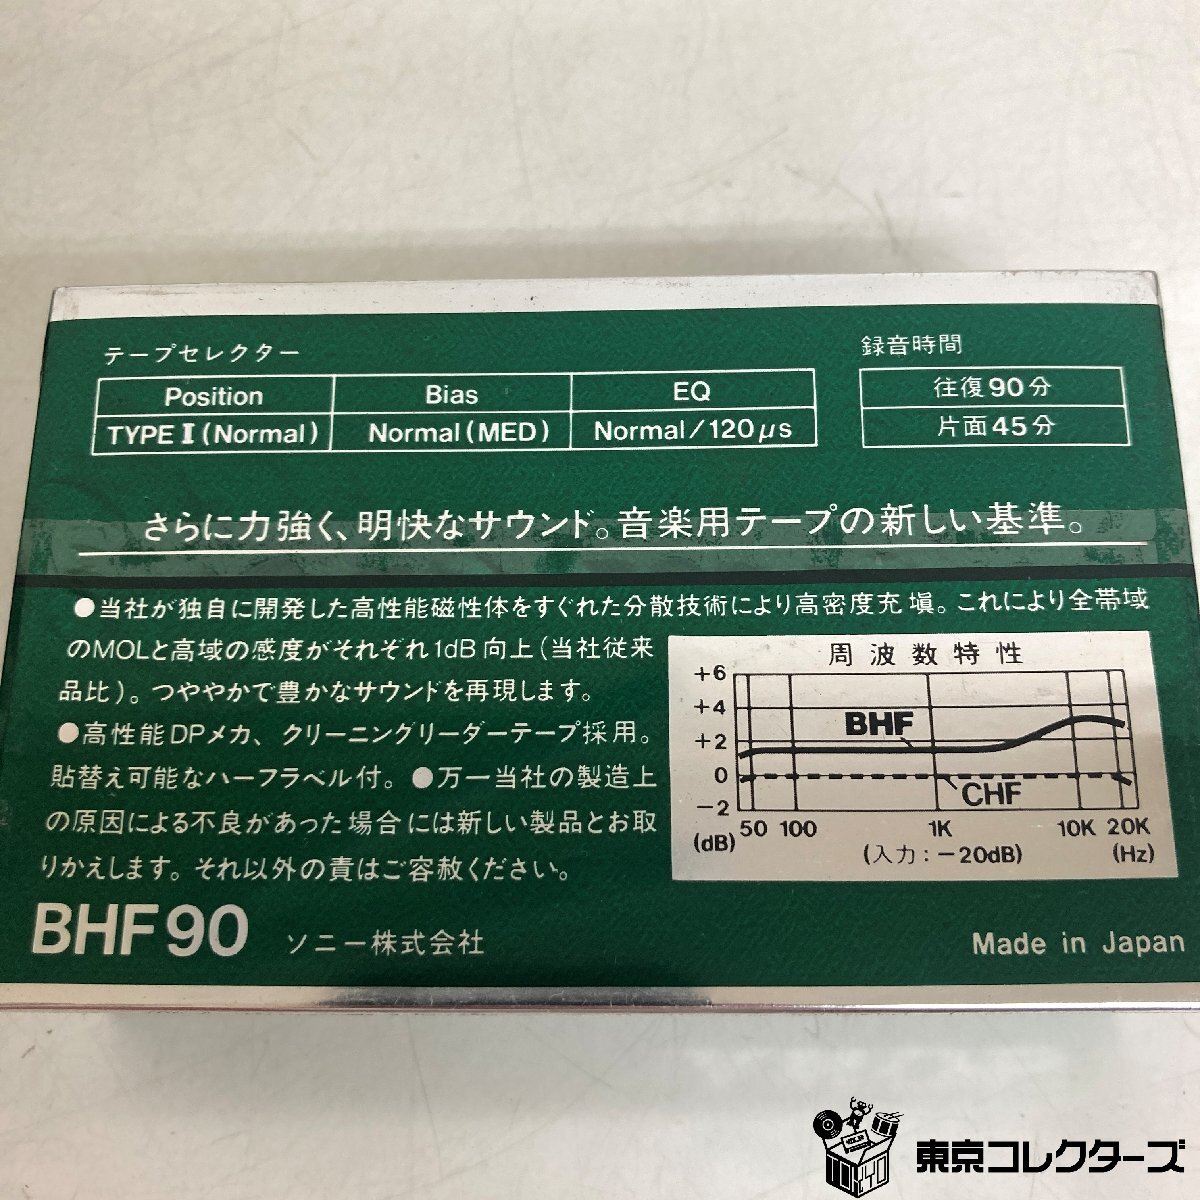 テープセレクター
Position Bias EQ
TYPE I (Normal) Normal (MED) Normal/120μs
録音時間
往復90分
片面45分
さらに力強く、明快なサウンド。音楽用テープの新しい基準。
●当社が独自に開発した高性能磁性体をすぐれた分散技術により高密度充塡。これにより全帯域
のMOLと高域の感度がそれぞれ1dB向上(当社従来
品比)。つややかで豊かなサウンドを再現します。
●高性能DPメカ、クリーニングリーダーテープ採用。
貼替え可能なハーフラベル付。●万一当社の製造上
の原因による不良があった場合には新しい製品とお取
りかえします。それ以外の責はご容赦ください。
周波数特性
+6
+4
+2
0
-2
(dB)
BHF
CHF
50 100 1K 10K 20K
(入力:-20dB) (Hz)
BHF90 ソニー株式会社
Made in Japan
東京コレクターズ